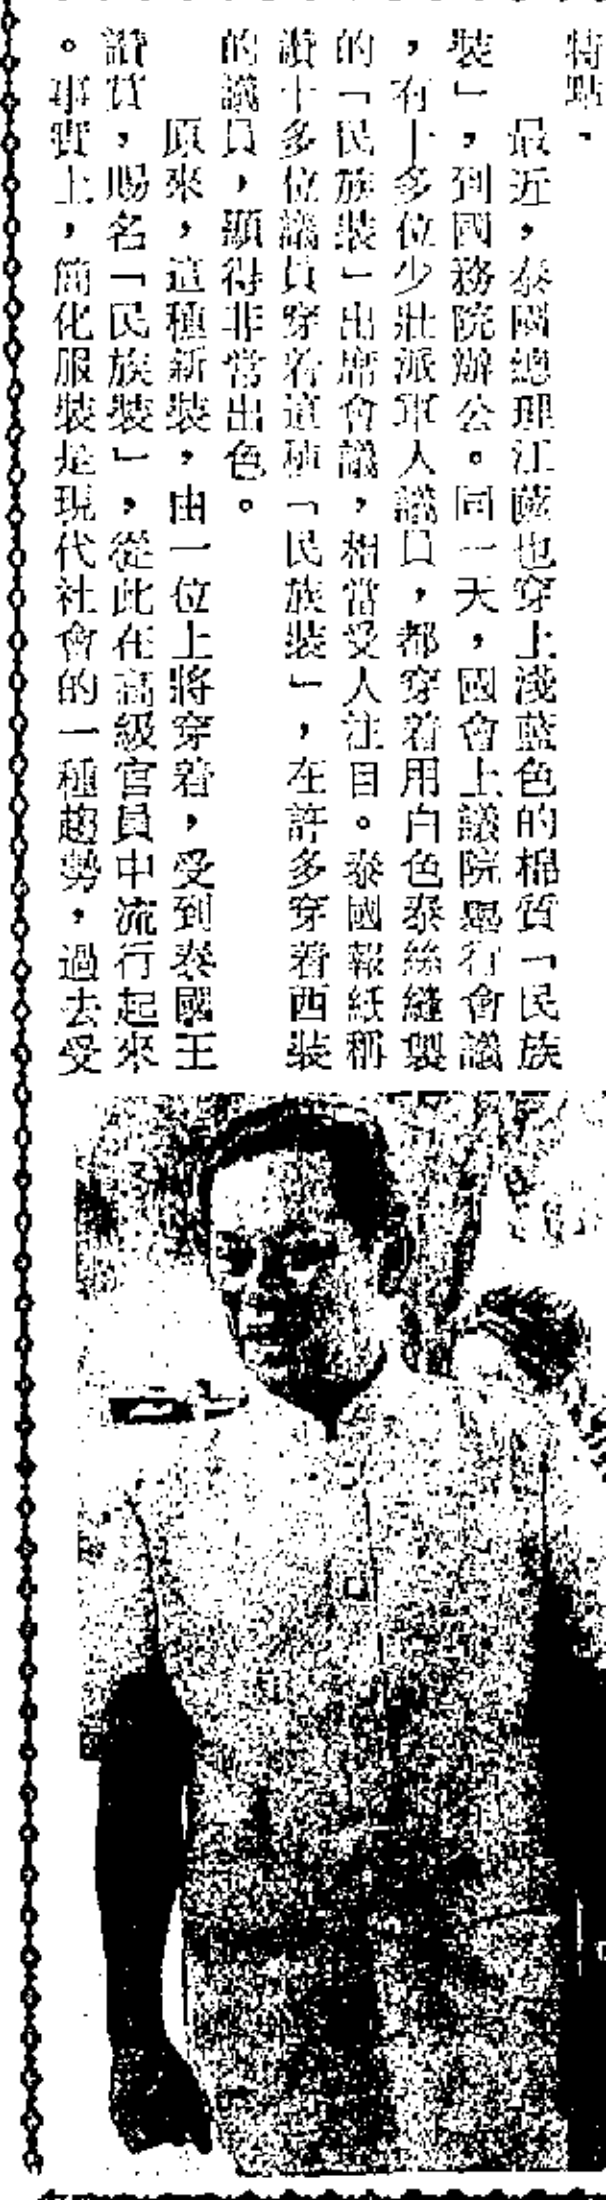 特點。
最近，泰國總理江薩也穿上淺藍色的棉質「民族
裝」，到國務院辦公。同一天，國會上議院舉行會議
，有十多位少壯派軍人議員，都穿着用白色泰絲縫製
的「民族裝」出席會議，相當受人注目。泰國報紙稱
讚十多位議員穿着這種「民族裝」，在許多穿着西裝
的議員，顯得非常出色。
原來，這種新裝，由一位上將穿着，受到泰國王
讚賞，賜名「民族裝」，從此在高級官員中流行起來
。事實上，簡化服裝是現代社會的一種趨勢，過去受